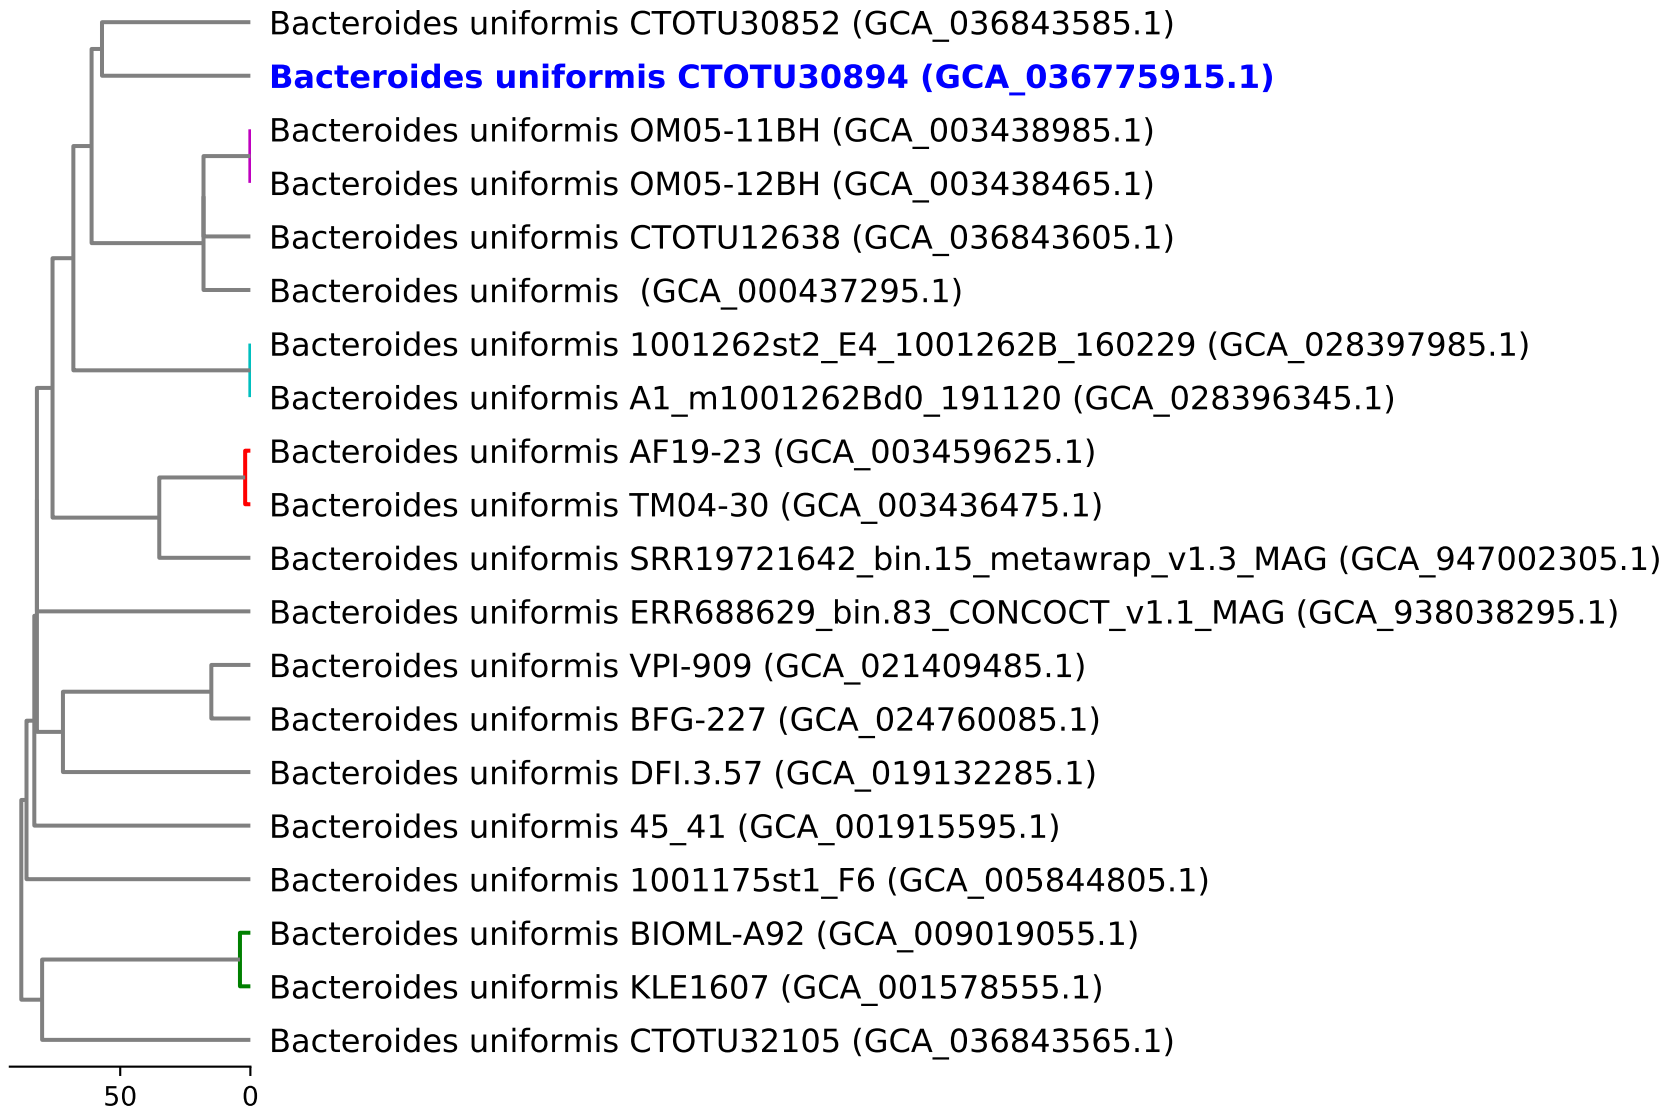 Bacteroides uniformis CTOTU30852 (GCA_036843585.1)
Bacteroides uniformis CTOTU30894 (GCA_036775915.1)
Bacteroides uniformis OM05-11BH (GCA_003438985.1)
Bacteroides uniformis OM05-12BH (GCA_003438465.1)
Bacteroides uniformis CTOTU12638 (GCA_036843605.1)
Bacteroides uniformis  (GCA_000437295.1)
Bacteroides uniformis 1001262st2_E4_1001262B_160229 (GCA_028397985.1)
Bacteroides uniformis A1_m1001262Bd0_191120 (GCA_028396345.1)
Bacteroides uniformis AF19-23 (GCA_003459625.1)
Bacteroides uniformis TM04-30 (GCA_003436475.1)
Bacteroides uniformis SRR19721642_bin.15_metawrap_v1.3_MAG (GCA_947002305.1)
Bacteroides uniformis ERR688629_bin.83_CONCOCT_v1.1_MAG (GCA_938038295.1)
Bacteroides uniformis VPI-909 (GCA_021409485.1)
Bacteroides uniformis BFG-227 (GCA_024760085.1)
Bacteroides uniformis DFI.3.57 (GCA_019132285.1)
Bacteroides uniformis 45_41 (GCA_001915595.1)
Bacteroides uniformis 1001175st1_F6 (GCA_005844805.1)
Bacteroides uniformis BIOML-A92 (GCA_009019055.1)
Bacteroides uniformis KLE1607 (GCA_001578555.1)
Bacteroides uniformis CTOTU32105 (GCA_036843565.1)
50 0